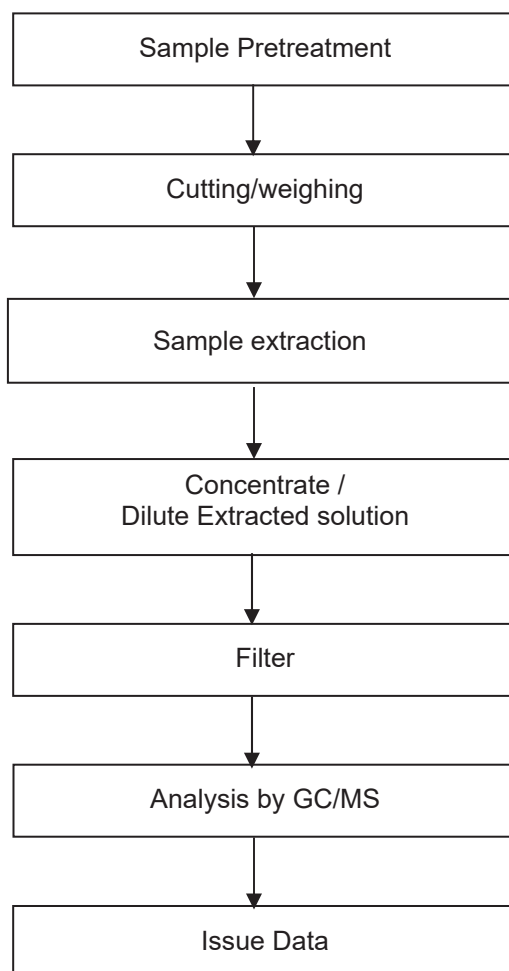 Sample Pretreatment
Cutting/weighing
Sample extraction
Concentrate /
Dilute Extracted solution
Filter
Analysis by GC/MS
Issue Data